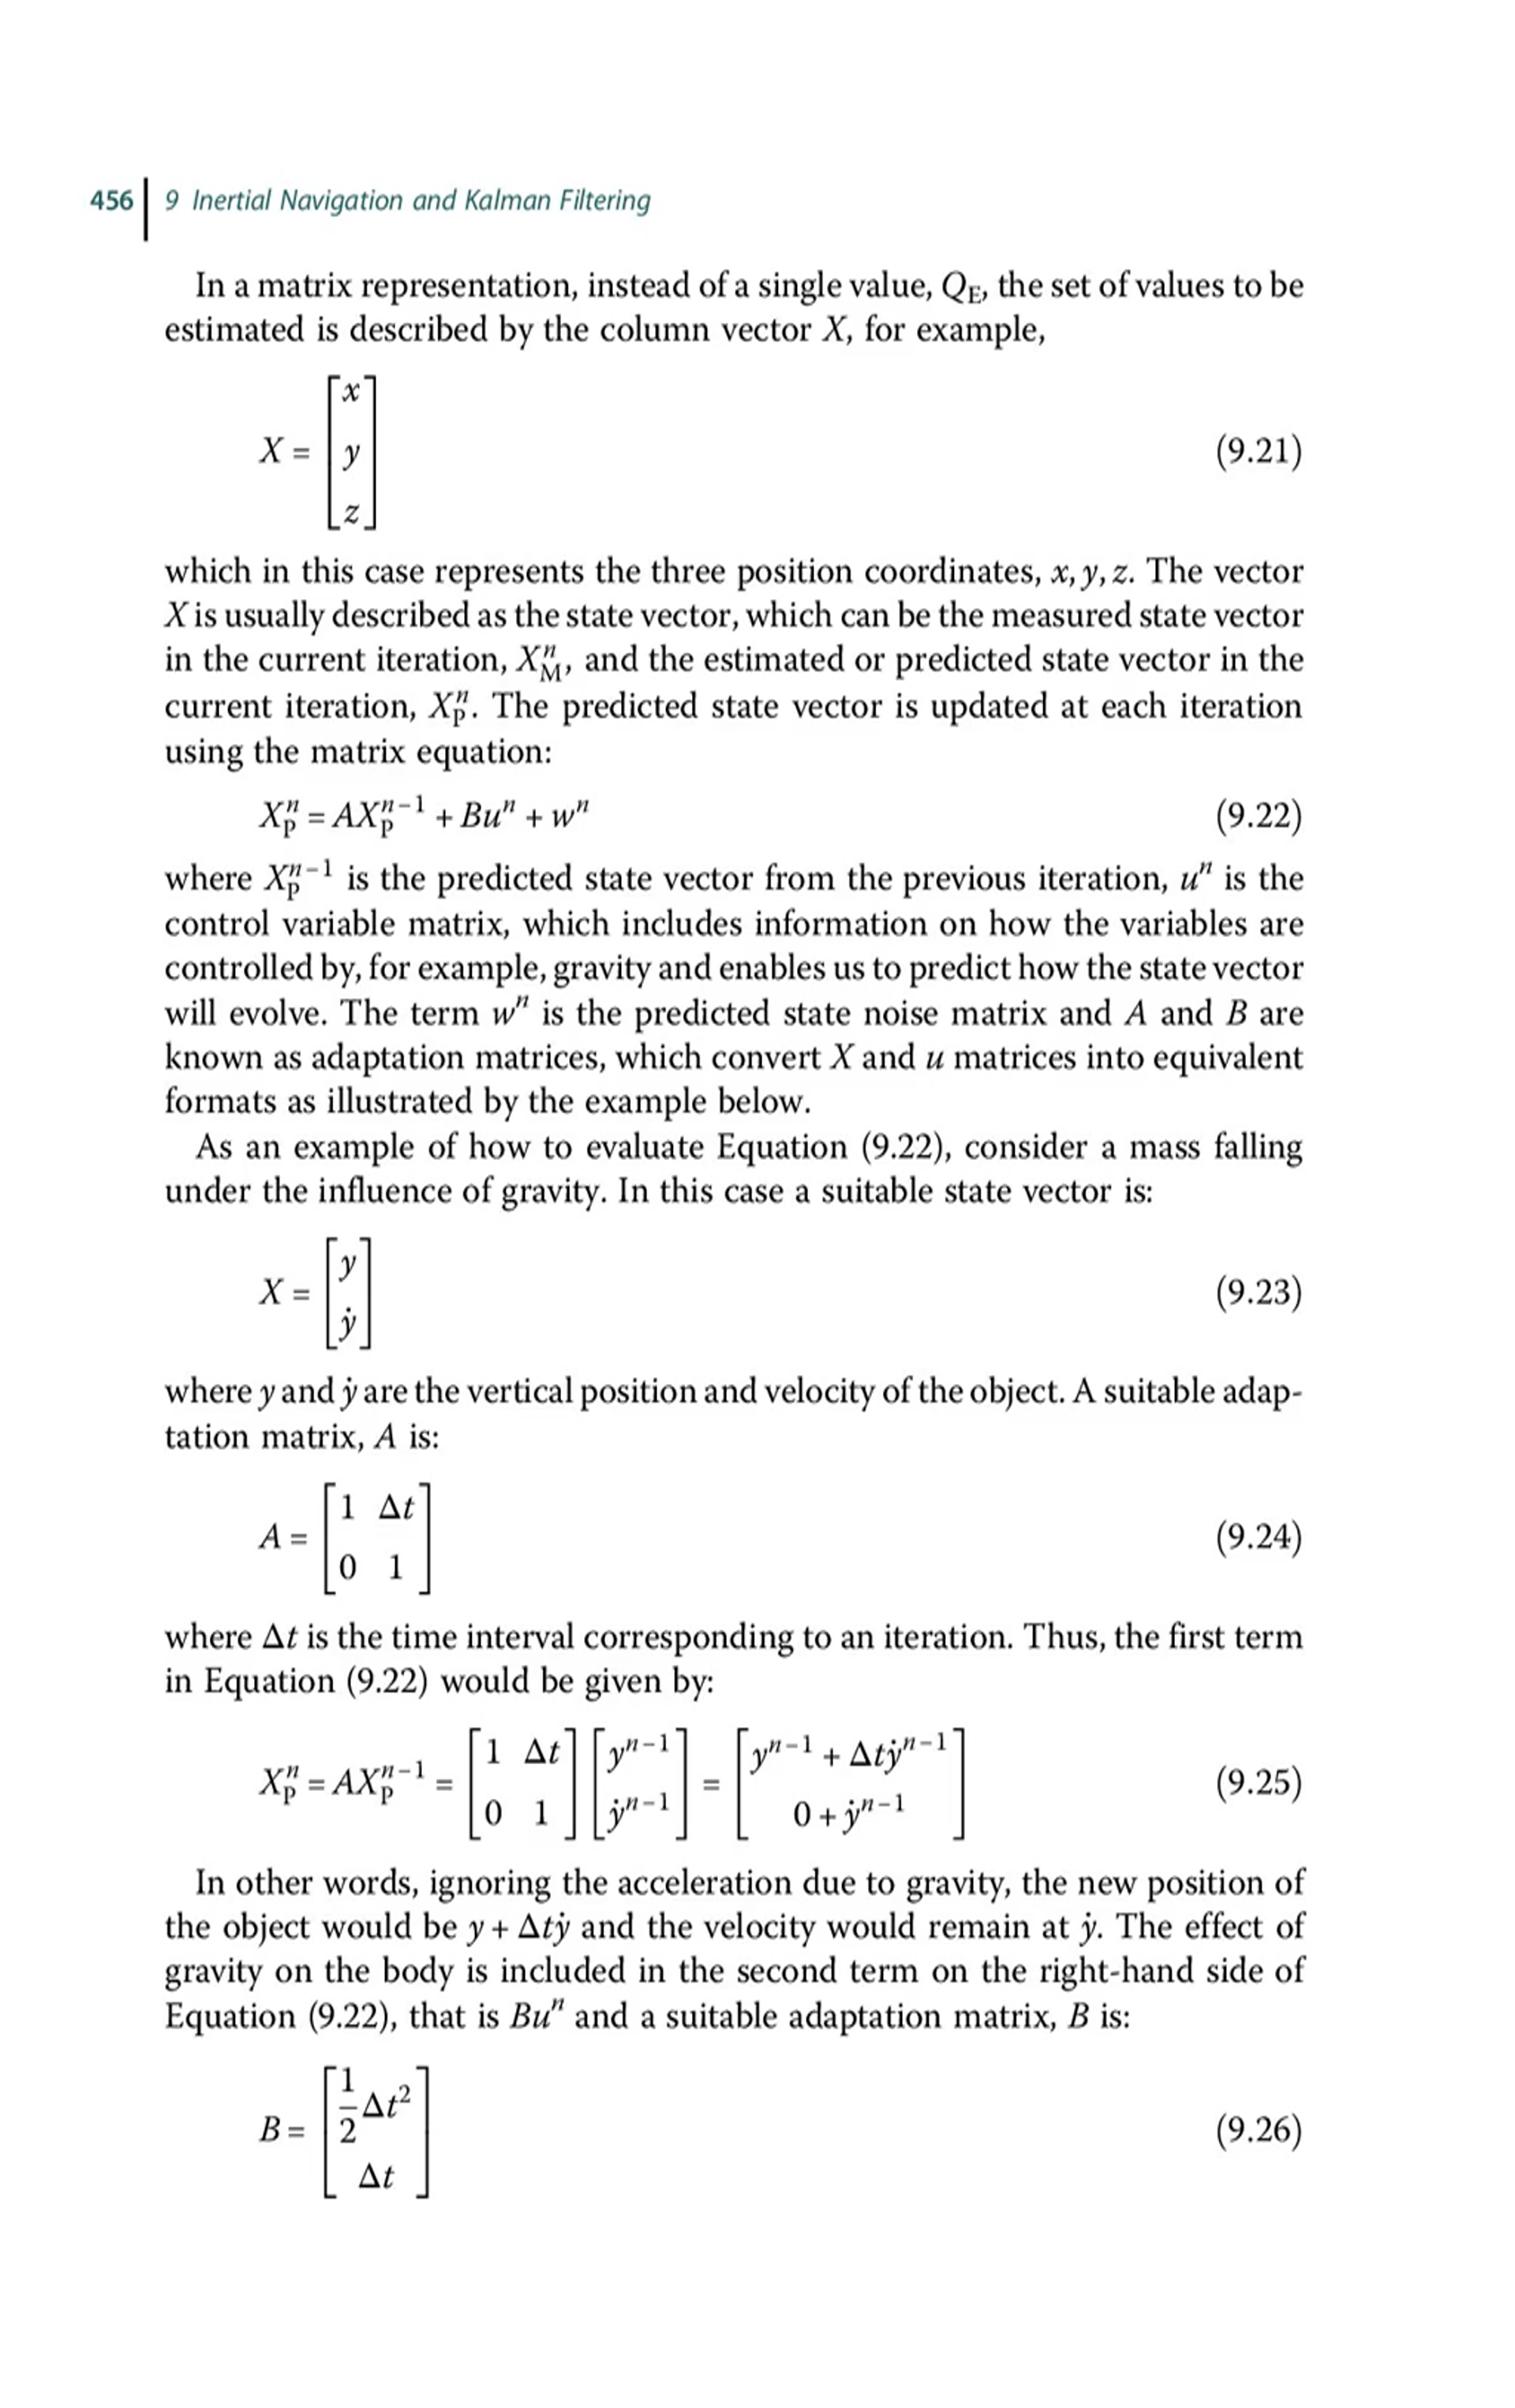 456 | 9 Inertial Navigation and Kalman Filtering
In a matrix representation, instead of a single value, Q_E, the set of values to be
estimated is described by the column vector X, for example,
X = [x; y; z] (9.21)
which in this case represents the three position coordinates, x, y, z. The vector
X is usually described as the state vector, which can be the measured state vector
in the current iteration, X_M^n, and the estimated or predicted state vector in the
current iteration, X_P^n. The predicted state vector is updated at each iteration
using the matrix equation:
X_P^n = AX_P^{n−1} + Bu^n + w^n (9.22)
where X_P^{n−1} is the predicted state vector from the previous iteration, u^n is the
control variable matrix, which includes information on how the variables are
controlled by, for example, gravity and enables us to predict how the state vector
will evolve. The term w^n is the predicted state noise matrix and A and B are
known as adaptation matrices, which convert X and u matrices into equivalent
formats as illustrated by the example below.
As an example of how to evaluate Equation (9.22), consider a mass falling
under the influence of gravity. In this case a suitable state vector is:
X = [y; ẏ] (9.23)
where y and ẏ are the vertical position and velocity of the object. A suitable adap-
tation matrix, A is:
A = [1 Δt; 0 1] (9.24)
where Δt is the time interval corresponding to an iteration. Thus, the first term
in Equation (9.22) would be given by:
X_P^n = AX_P^{n−1} = [1 Δt; 0 1] [y^{n−1}; ẏ^{n−1}] = [y^{n−1} + Δtẏ^{n−1}; 0 + ẏ^{n−1}] (9.25)
In other words, ignoring the acceleration due to gravity, the new position of
the object would be y + Δtẏ and the velocity would remain at ẏ. The effect of
gravity on the body is included in the second term on the right-hand side of
Equation (9.22), that is Bu^n and a suitable adaptation matrix, B is:
B = [1/2 Δt²; Δt] (9.26)